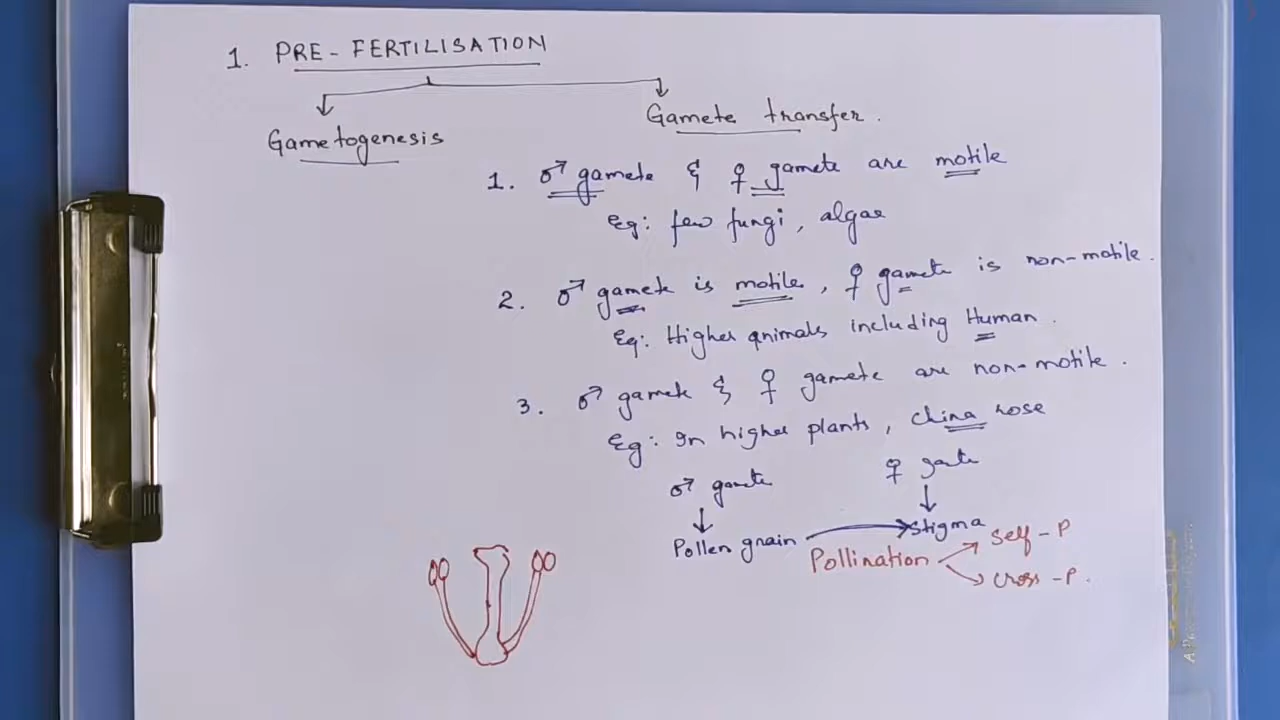 1. PRE - FERTILISATION
Gametogenesis
Gamete transfer.
1. ♂ gamete & ♀ gamete are motile
Eg: few fungi, algae
2. ♂ gamete is motile, ♀ gamete is non-motile.
Eg: Higher animals including Human.
3. ♂ gamete & ♀ gamete are non-motile.
Eg: In higher plants, china rose
♂ gamete ♀ gamete
Pollen grain stigma
Pollination self - P
cross - P.